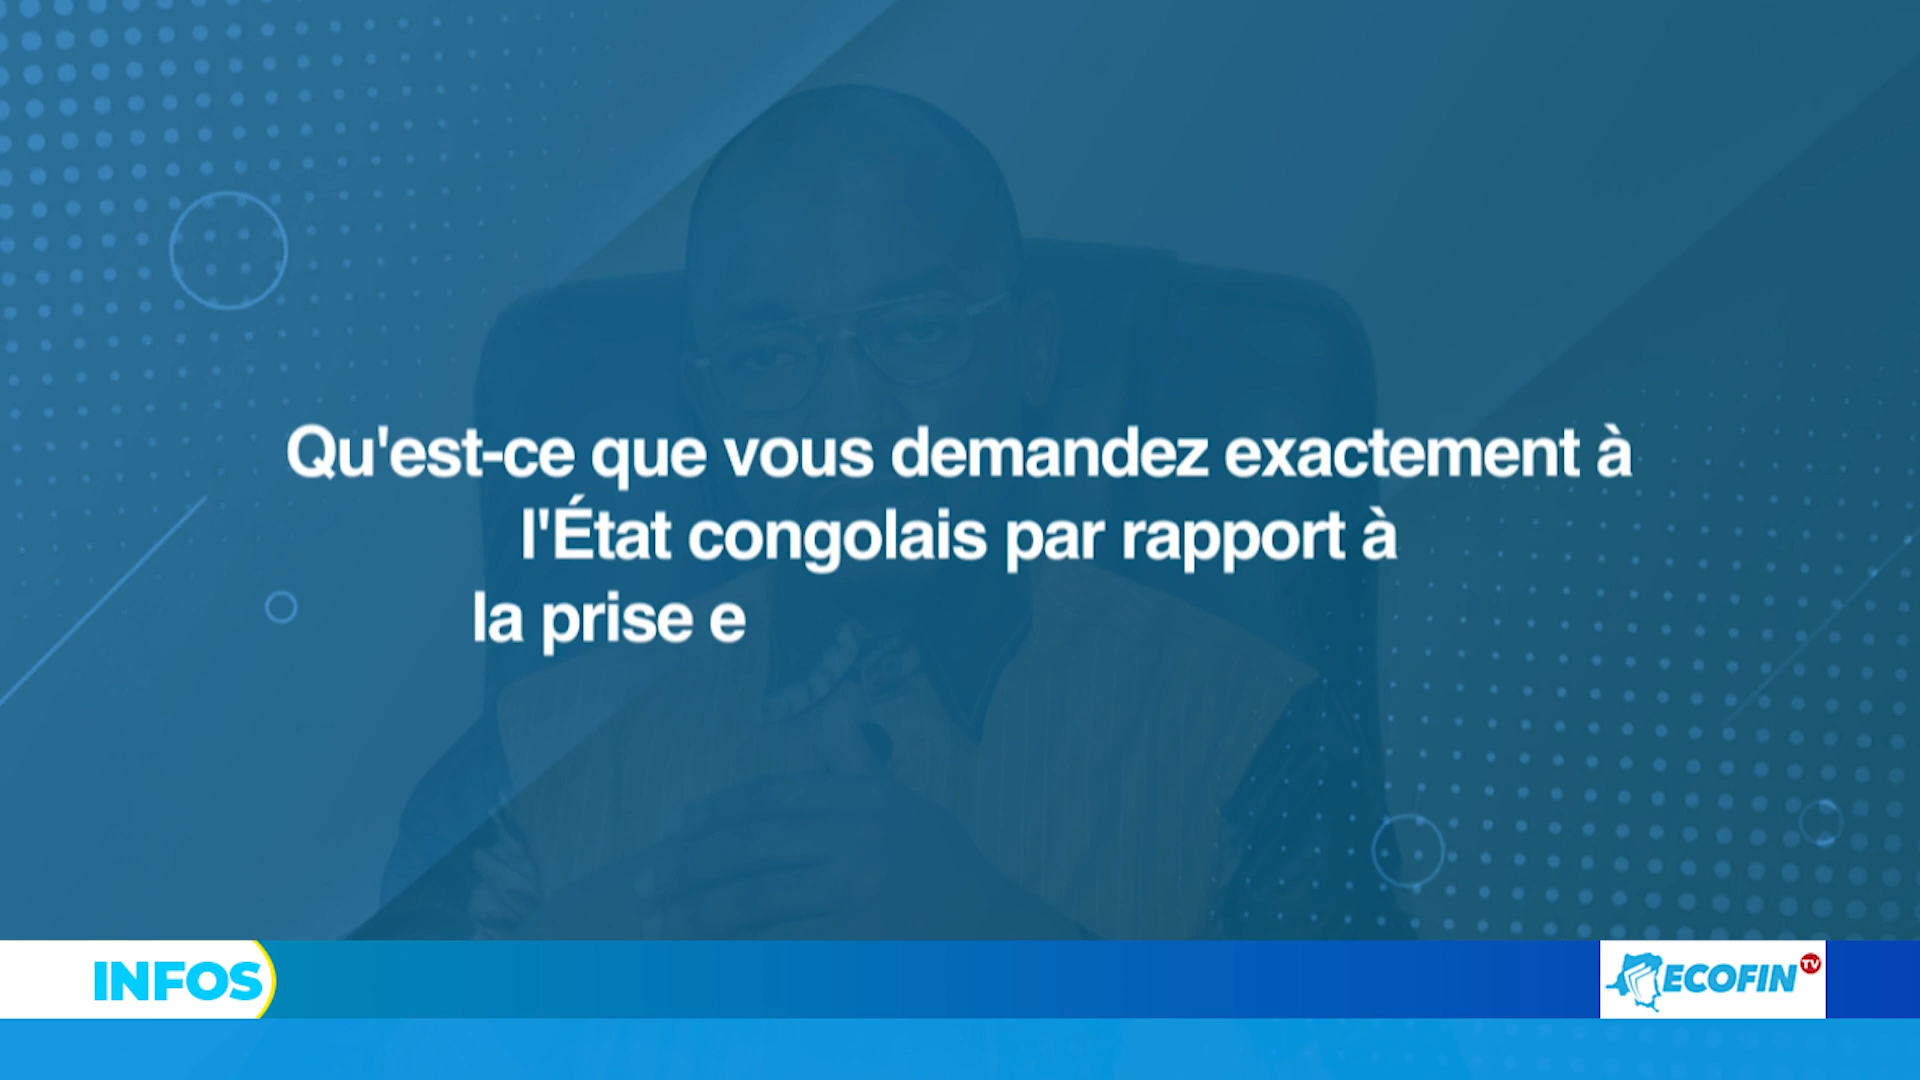 Qu'est-ce que vous demandez exactement à
l'État congolais par rapport à
la prise e
INFOS
ECOFIN TV